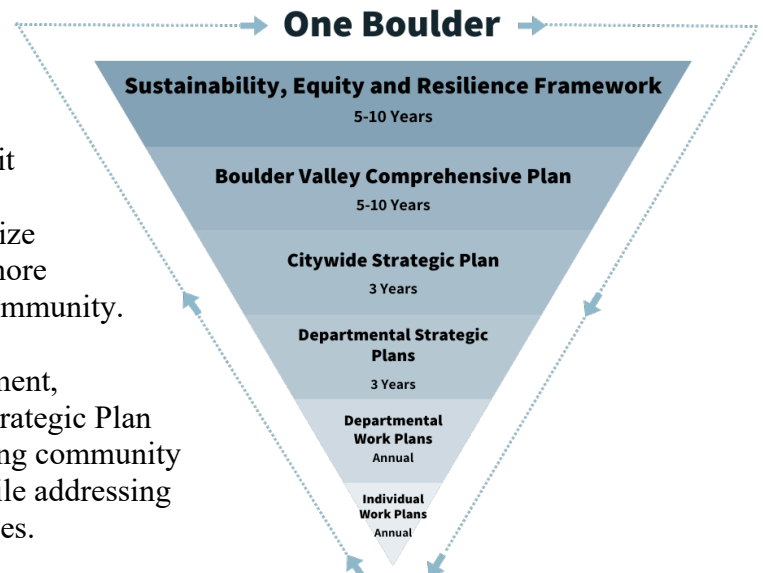 One Boulder
Sustainability, Equity and Resilience Framework
5-10 Years
Boulder Valley Comprehensive Plan
5-10 Years
Citywide Strategic Plan
3 Years
Departmental Strategic
Plans
3 Years
Departmental
Work Plans
Annual
Individual
Work Plans
Annual
it
ize
nore
mmunity.
nent,
rategic Plan
ng community
ile addressing
es.